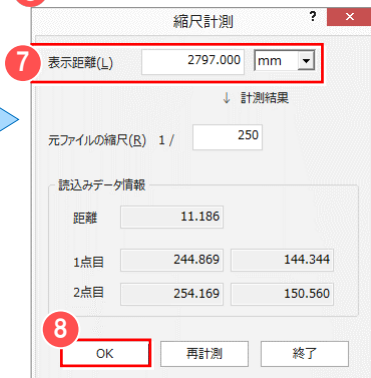 縮尺計測 ? ×
7 表示距離(L) 2797.000 mm
↓ 計測結果
元ファイルの縮尺(R) 1 / 250
読込みデータ情報
距離 11.186
1点目 244.869 144.344
2点目 254.169 150.560
8
OK 再計測 終了